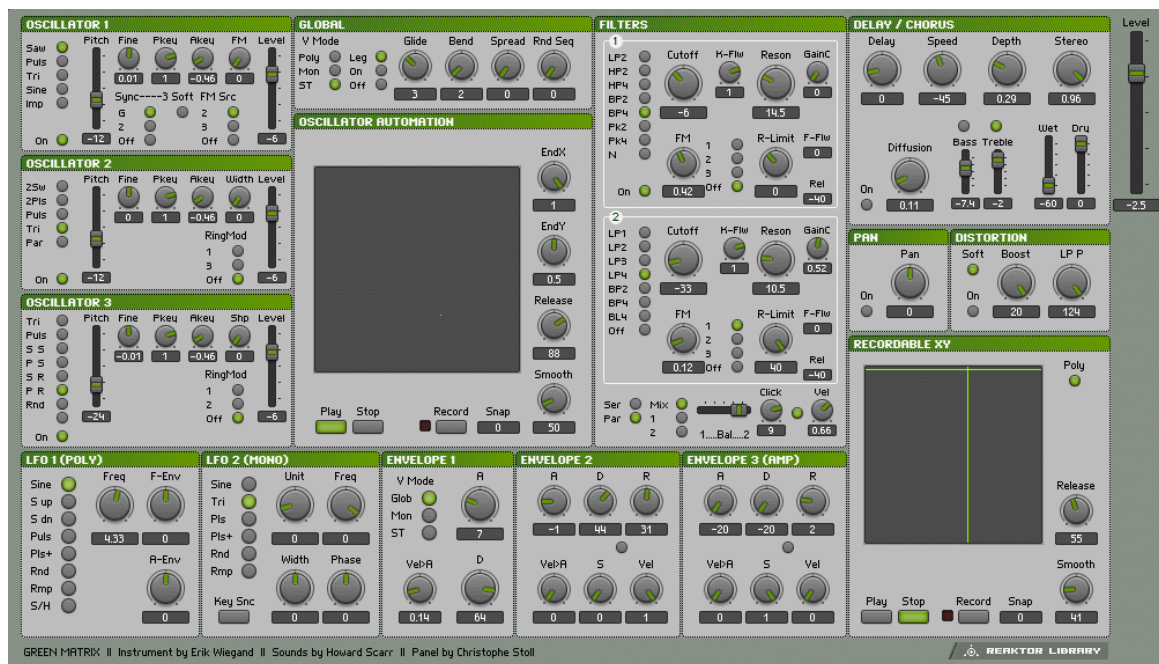 OSCILLATOR 1
Pitch Fine Pkey Akey FM Level
Saw
Puls
Tri
Sine
Imp
0.01 1 -0.46 0
Sync----3 Soft FM Src
G 2
2 3
Off Off
On -12 -6
OSCILLATOR 2
Pitch Fine Pkey Akey Width Level
2Sw
2Pls
Puls
Tri
Par
0 1 -0.46 0
RingMod
1
3
Off
On -12 -6
OSCILLATOR 3
Pitch Fine Pkey Akey Shp Level
Tri
Puls
S S
P S
S R
P R
Rnd
-0.01 1 -0.46 0
RingMod
1
2
Off
-24 -6
On
GLOBAL
V Mode Glide Bend Spread Rnd Seq
Poly Leg
Mon On
ST Off
3 2 0 0
OSCILLATOR AUTOMATION
EndX
1
EndY
0.5
Release
88
Smooth
50
Play Stop Record Snap
0
FILTERS
1
LP2
HP2
HP4
BP2
BP4
Pk2
Pk4
N
On
Cutoff K-Flw Reson GainC
-6 1 14.5 0
FM 1 R-Limit F-Flw
2 0
3
Off Rel
0.42 0 -40
2
LP1
LP2
LP3
LP4
BP2
BP4
BL4
Off
Cutoff K-Flw Reson GainC
-33 1 10.5 0.52
FM 1 R-Limit F-Flw
2 0
3
Off Rel
0.12 40 -40
Ser Mix Click Vel
Par 1
2 1....Bal....2 9 0.66
DELAY / CHORUS
Delay Speed Depth Stereo
0 -45 0.29 0.96
Diffusion Bass Treble Wet Dry
On
0.11 -7.4 -2 -60 0
Level
-2.5
PAN
Pan
On
0
DISTORTION
Soft Boost LP P
On
20 124
RECORDABLE XY
Poly
Release
55
Smooth
41
Play Stop Record Snap
0
LFO 1 (POLY)
Sine
S up
S dn
Puls
Pls+
Rnd
Rmp
S/H
Freq F-Env
4.33 0
A-Env
0
LFO 2 (MONO)
Sine
Tri
Pls
Pls+
Rnd
Rmp
Key Snc
Unit Freq
0 0
Width Phase
0 0
ENVELOPE 1
V Mode A
Glob
Mon
ST 7
Vel>A D
0.14 64
ENVELOPE 2
A D R
-1 44 31
Vel>A S Vel
0 0 1
ENVELOPE 3 (AMP)
A D R
-20 -20 2
Vel>A S Vel
0 1 0
GREEN MATRIX II Instrument by Erik Wiegand II Sounds by Howard Scarr II Panel by Christophe Stoll
REAKTOR LIBRARY